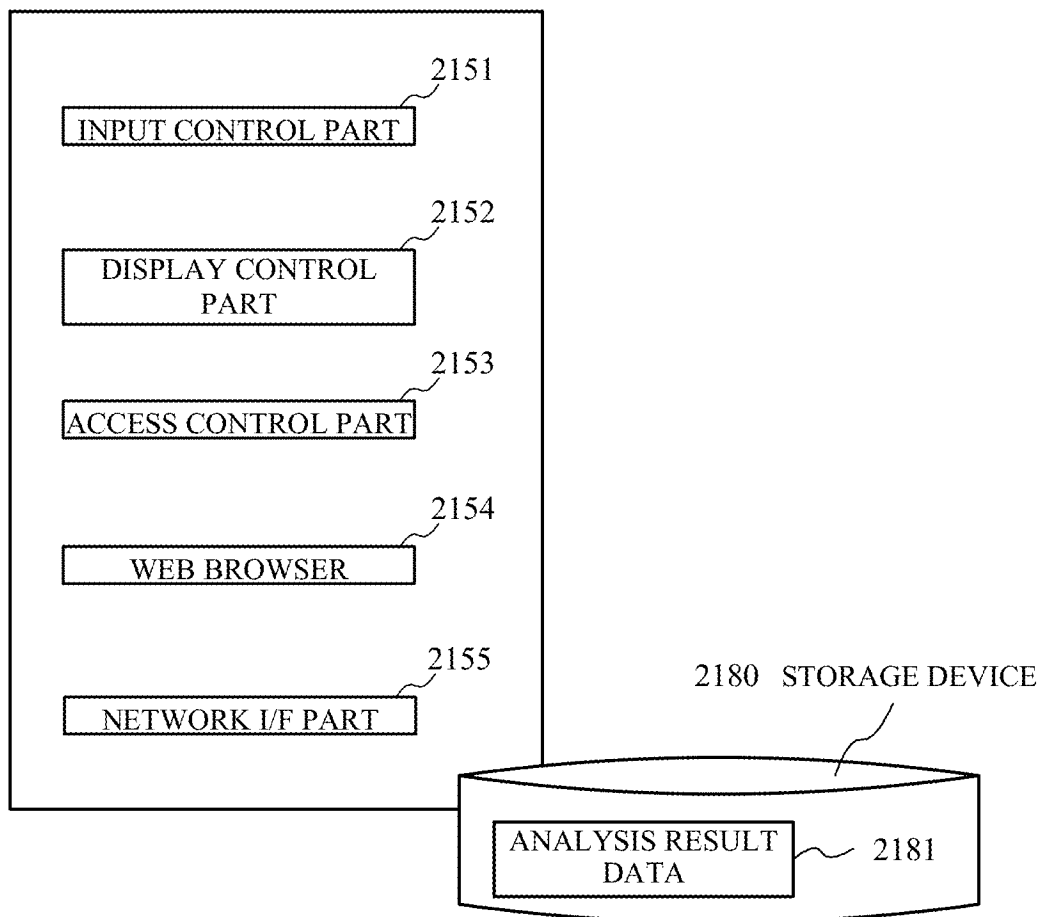 2151
INPUT CONTROL PART
2152
DISPLAY CONTROL
PART
2153
ACCESS CONTROL PART
2154
WEB BROWSER
2155
NETWORK I/F PART
2180 STORAGE DEVICE
ANALYSIS RESULT
DATA
2181